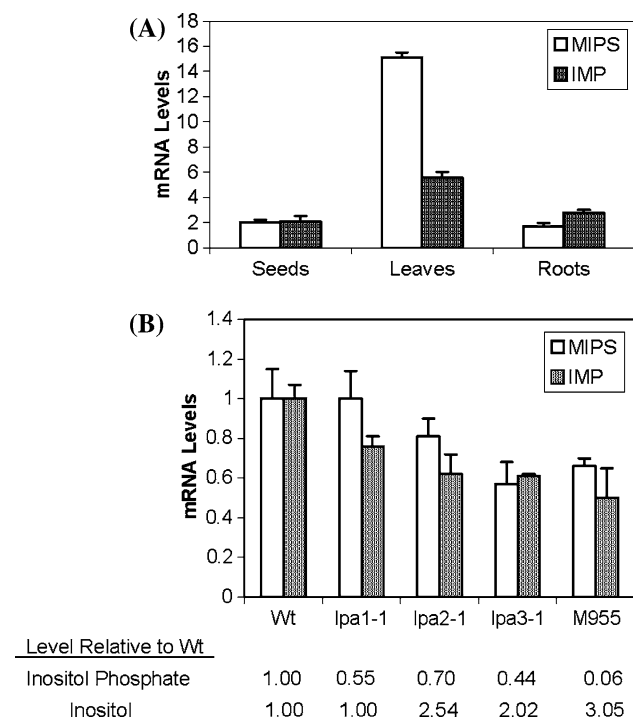 (A)
18
16
14
12
10
8
6
4
2
0
mRNA Levels
MIPS
IMP
Seeds Leaves Roots
(B)
1.4
1.2
1
0.8
0.6
0.4
0.2
0
mRNA Levels
MIPS
IMP
Wt lpa1-1 lpa2-1 lpa3-1 M955
Level Relative to Wt
Inositol Phosphate 1.00 0.55 0.70 0.44 0.06
Inositol 1.00 1.00 2.54 2.02 3.05